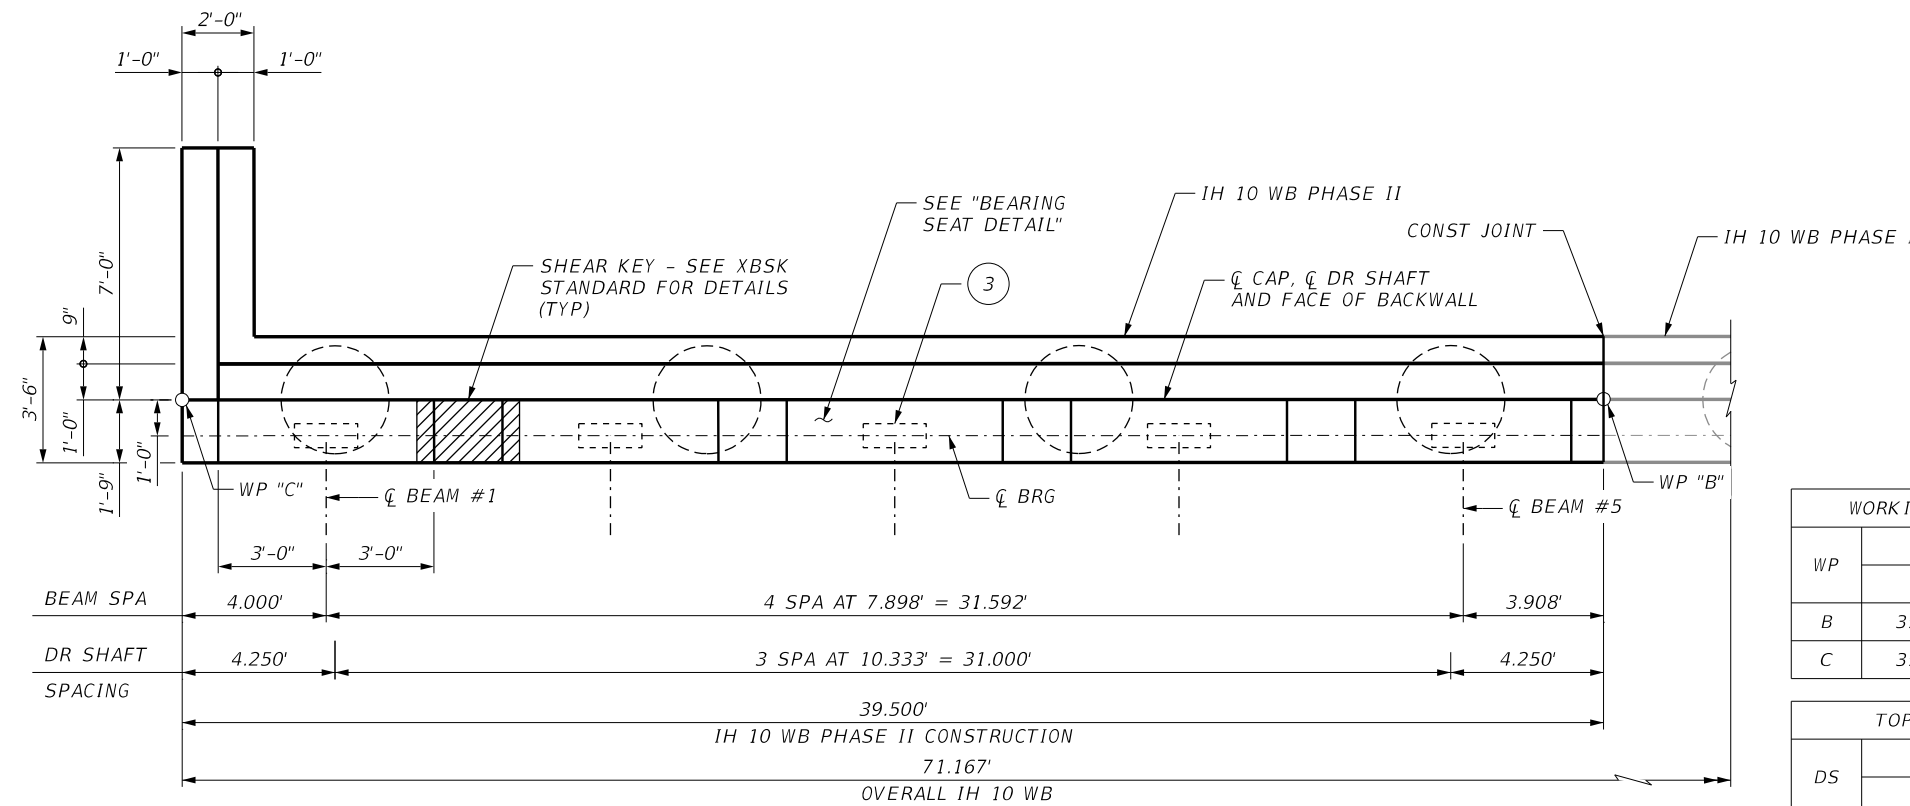 2'-0"
1'-0"
1'-0"
7'-0"
9"
3'-6"
1'-0"
1'-9"
1'-0"
SHEAR KEY - SEE XBSK
STANDARD FOR DETAILS
(TYP)
SEE "BEARING
SEAT DETAIL"
3
IH 10 WB PHASE II
CONST JOINT
IH 10 WB PHASE
℄ CAP, ℄ DR SHAFT
AND FACE OF BACKWALL
WP "C"
℄ BEAM #1
℄ BRG
WP "B"
℄ BEAM #5
3'-0"
3'-0"
BEAM SPA
4.000'
4 SPA AT 7.898' = 31.592'
3.908'
DR SHAFT
SPACING
4.250'
3 SPA AT 10.333' = 31.000'
4.250'
39.500'
IH 10 WB PHASE II CONSTRUCTION
71.167'
OVERALL IH 10 WB
WP
B
C
DS